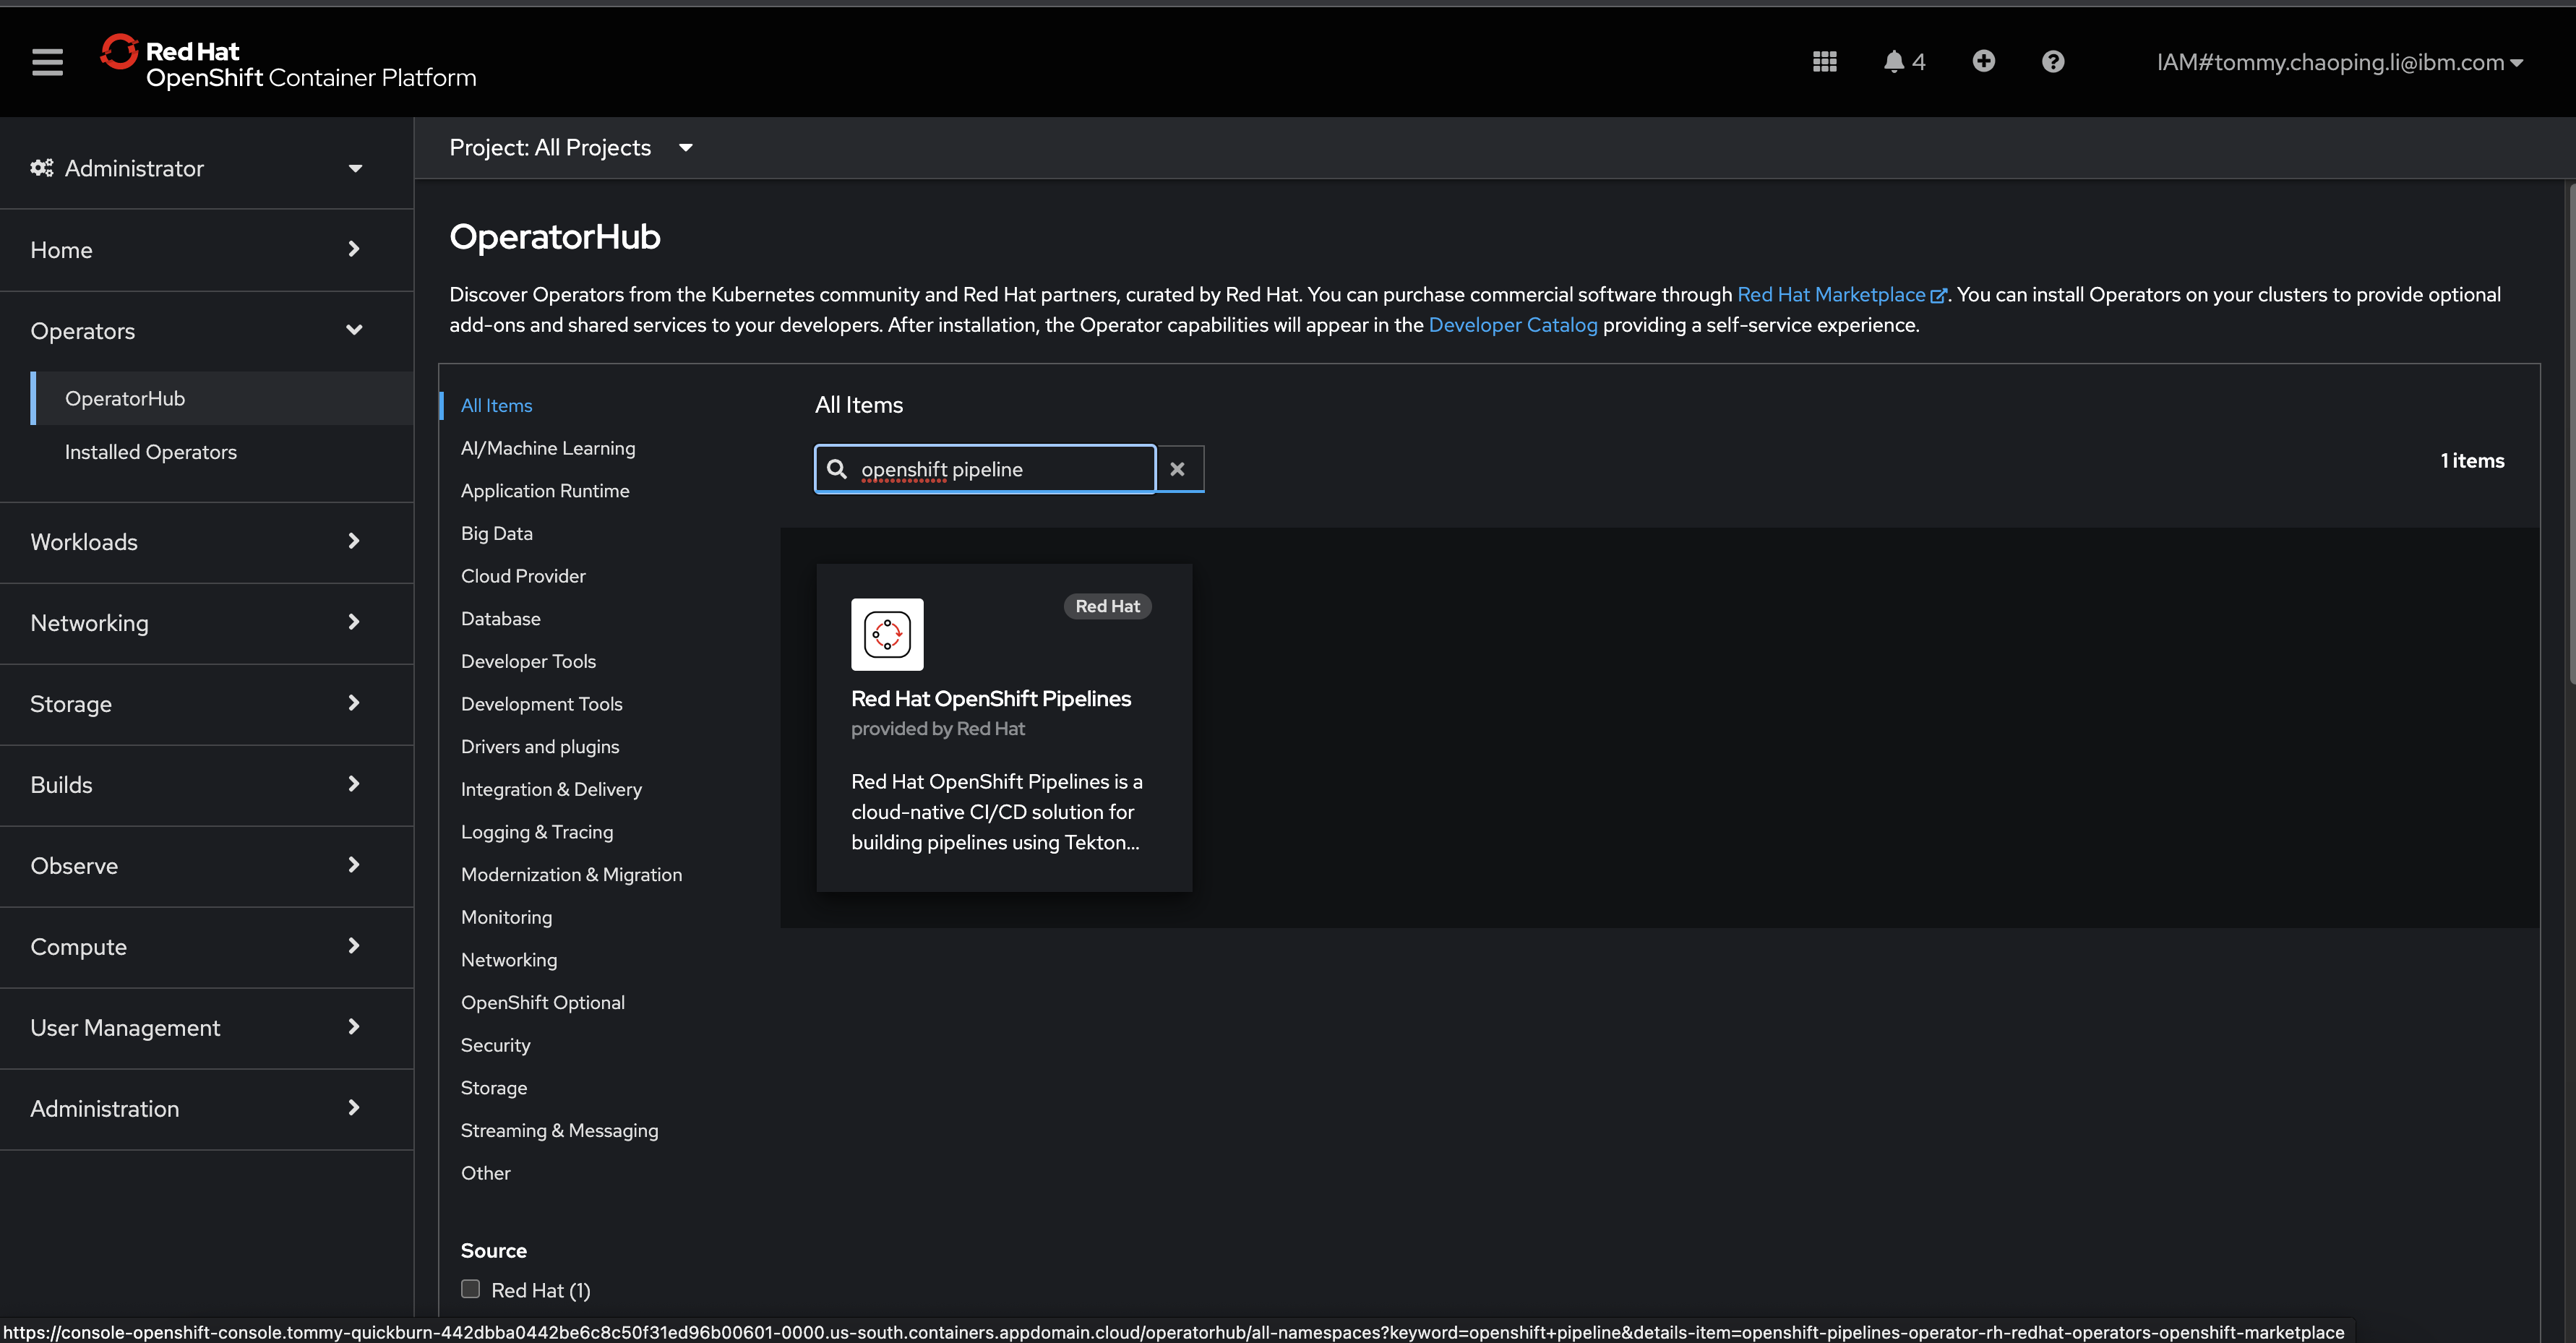 Red Hat
OpenShift Container Platform
4
IAM#tommy.chaoping.li@ibm.com
Administrator
Home
Operators
OperatorHub
Installed Operators
Workloads
Networking
Storage
Builds
Observe
Compute
User Management
Administration
Project: All Projects
OperatorHub
Discover Operators from the Kubernetes community and Red Hat partners, curated by Red Hat. You can purchase commercial software through Red Hat Marketplace. You can install Operators on your clusters to provide optional
add-ons and shared services to your developers. After installation, the Operator capabilities will appear in the Developer Catalog providing a self-service experience.
All Items
AI/Machine Learning
Application Runtime
Big Data
Cloud Provider
Database
Developer Tools
Development Tools
Drivers and plugins
Integration & Delivery
Logging & Tracing
Modernization & Migration
Monitoring
Networking
OpenShift Optional
Security
Storage
Streaming & Messaging
Other
Source
Red Hat (1)
All Items
openshift pipeline
1 items
Red Hat
Red Hat OpenShift Pipelines
provided by Red Hat
Red Hat OpenShift Pipelines is a
cloud-native CI/CD solution for
building pipelines using Tekton...
https://console-openshift-console.tommy-quickburn-442dbba0442be6c8c50f31ed96b00601-0000.us-south.containers.appdomain.cloud/operatorhub/all-namespaces?keyword=openshift+pipeline&details-item=openshift-pipelines-operator-rh-redhat-operators-openshift-marketplace